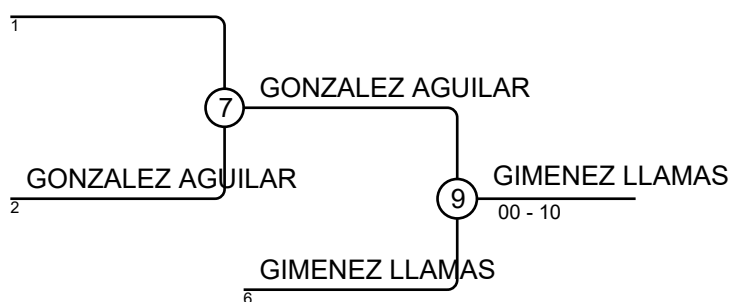 1
7
GONZALEZ AGUILAR
GONZALEZ AGUILAR
2
9
GIMENEZ LLAMAS
00 - 10
GIMENEZ LLAMAS
6